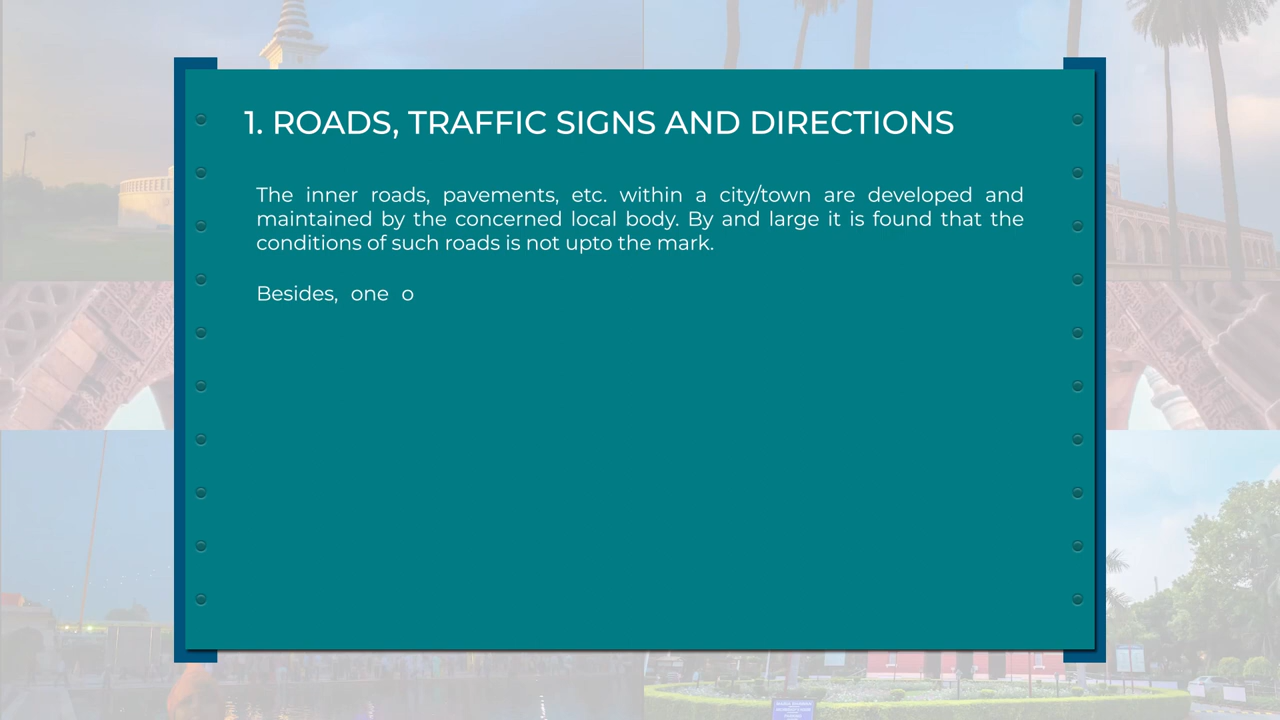 1. ROADS, TRAFFIC SIGNS AND DIRECTIONS
The inner roads, pavements, etc. within a city/town are developed and
maintained by the concerned local body. By and large it is found that the
conditions of such roads is not upto the mark.
Besides, one o